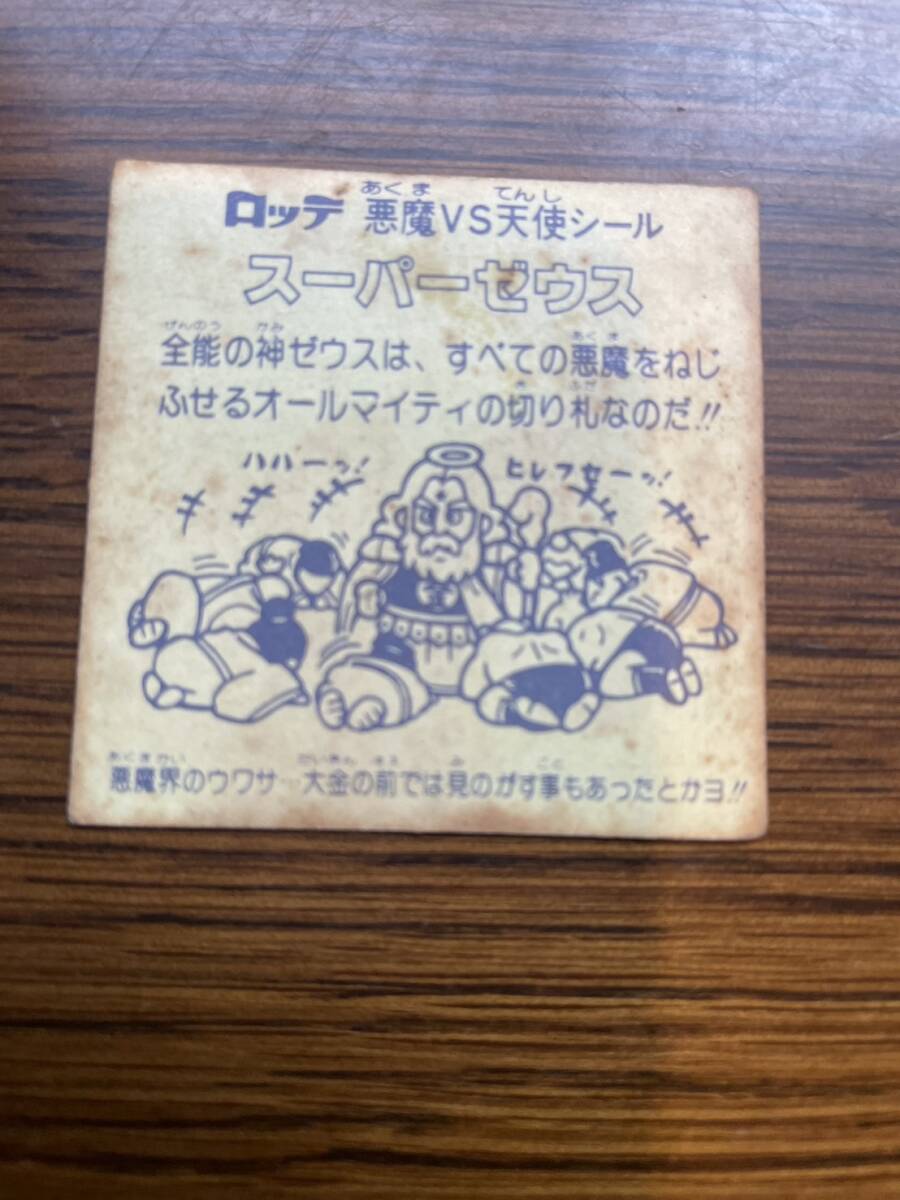 ロッテ 悪魔VS天使シール
あくま てんし
スーパーゼウス
ぜんのう かみ あくま
全能の神ゼウスは、すべての悪魔をねじ
き ふだ
ふせるオールマイティの切り札なのだ!!
ハハーッ! ヒレフセーッ!
あくまかい たいきん まえ み こと
悪魔界のウワサ 大金の前では見のがす事もあったとかヨ!!